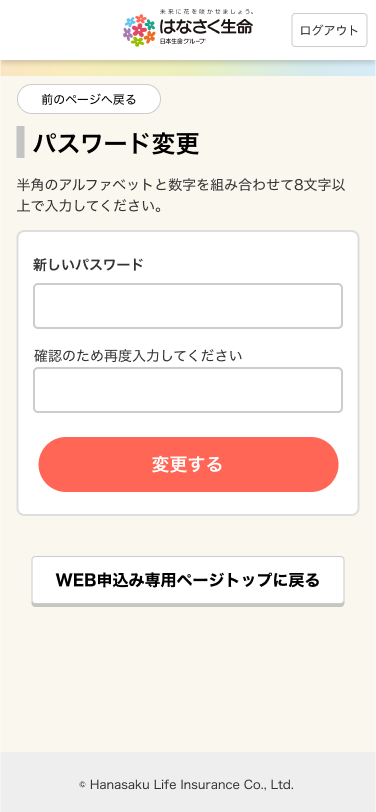 未来に花を咲かせましょう。
はなさく生命
日本生命グループ
ログアウト
前のページへ戻る
パスワード変更
半角のアルファベットと数字を組み合わせて8文字以
上で入力してください。
新しいパスワード
確認のため再度入力してください
変更する
WEB申込み専用ページトップに戻る
© Hanasaku Life Insurance Co., Ltd.